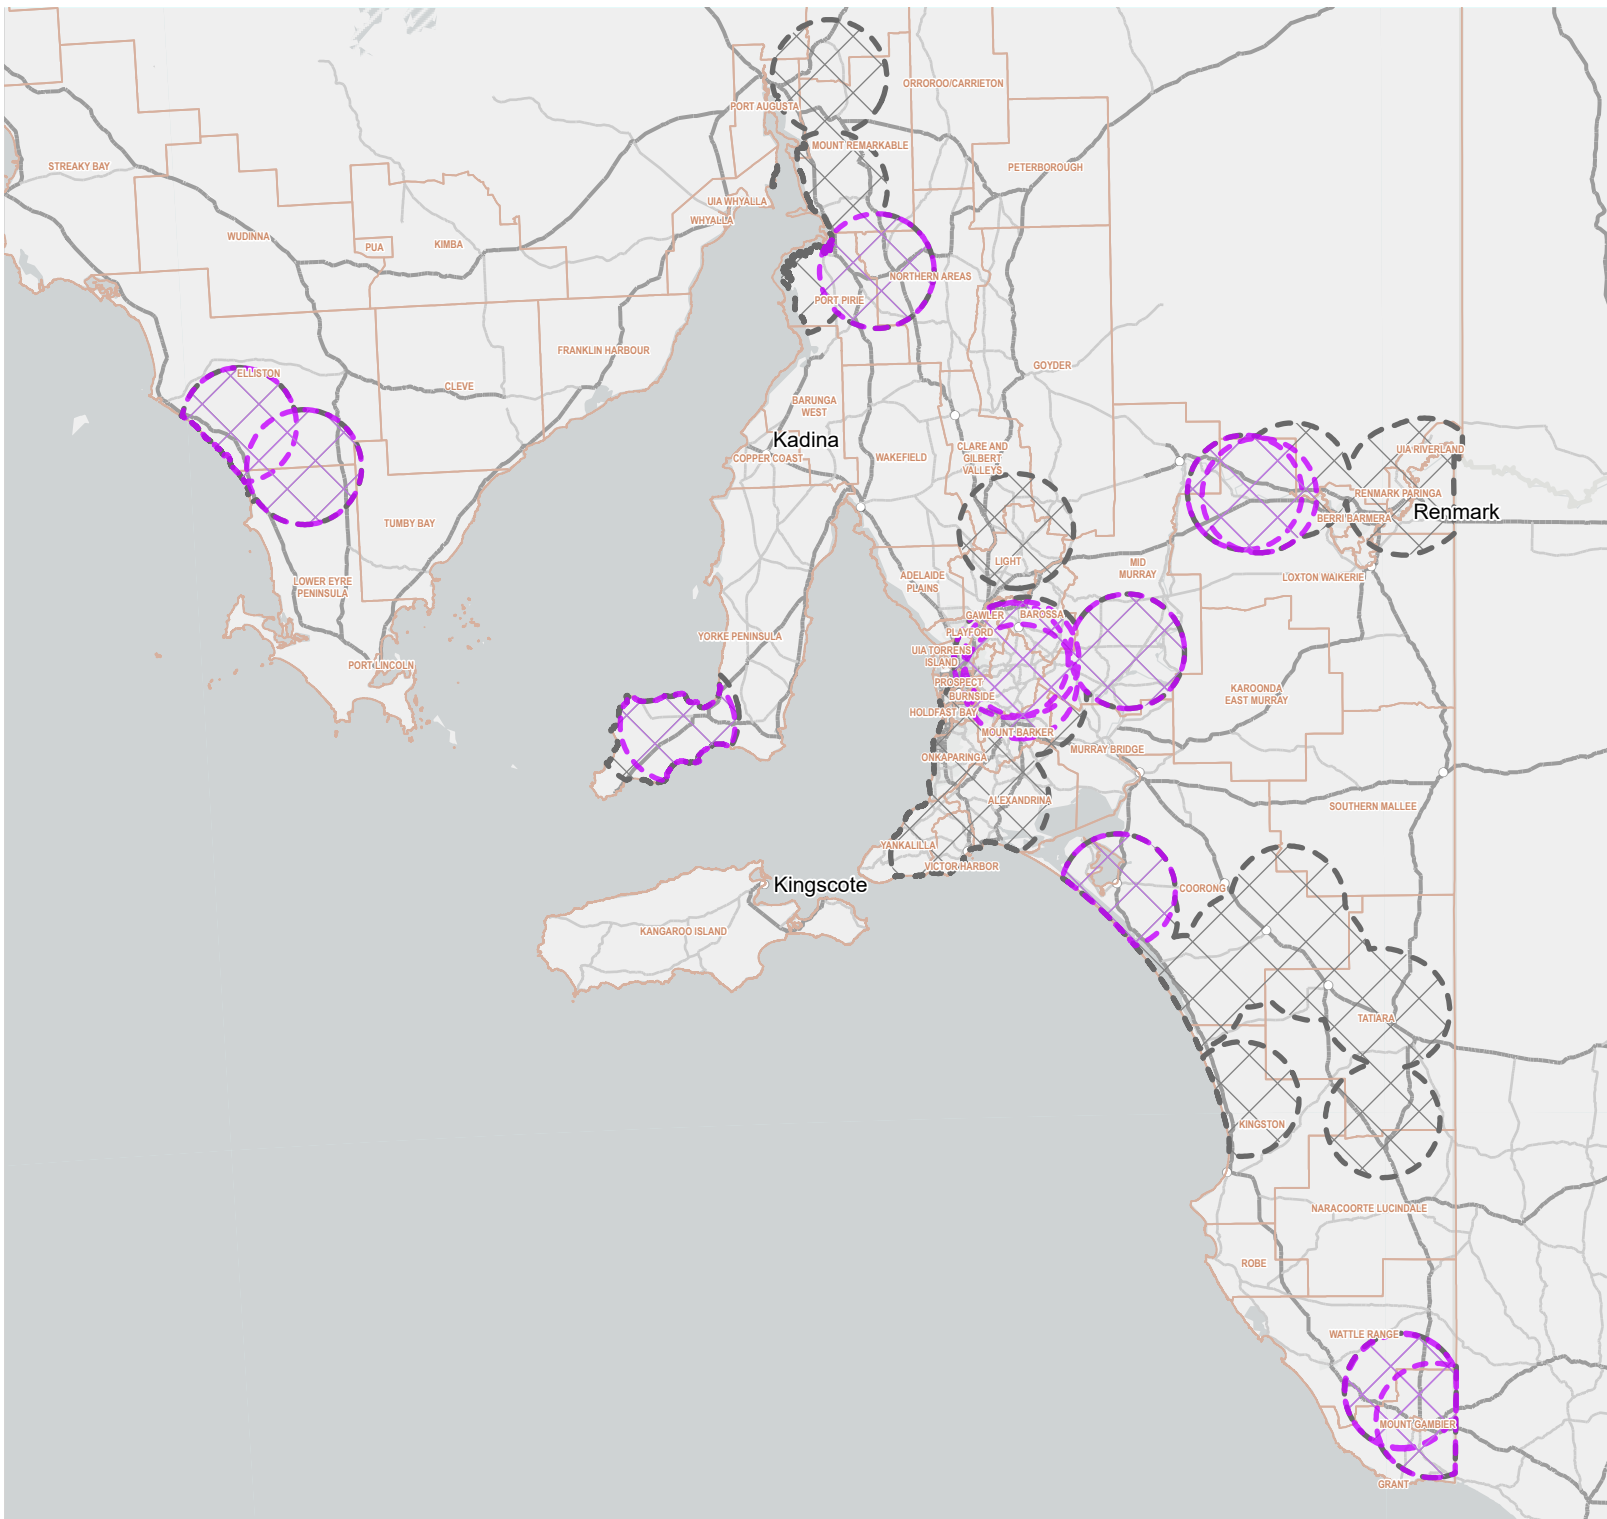 ORROROO/CARRIETON
PORT AUGUSTA
MOUNT REMARKABLE
STREAKY BAY
PETERBOROUGH
UIA WHYALLA
WHYALLA
WUDINNA
PUA
KIMBA
NORTHERN AREAS
PORT PIRIE
FRANKLIN HARBOUR
GOYDER
ELLISTON
CLEVE
BARUNGA
WEST
Kadina
COPPER COAST
WAKEFIELD
CLARE AND
GILBERT
VALLEYS
UIA RIVERLAND
RENMARK PARINGA
Renmark
BERRI BARMERA
TUMBY BAY
LIGHT
MID
MURRAY
LOXTON WAIKERIE
ADELAIDE
PLAINS
LOWER EYRE
PENINSULA
GAWLER
BAROSSA
PLAYFORD
YORKE PENINSULA
UIA TORRENS
ISLAND
PORT LINCOLN
PROSPECT
BURNSIDE
KAROONDA
EAST MURRAY
HOLDFAST BAY
MOUNT BARKER
MURRAY BRIDGE
ONKAPARINGA
ALEXANDRINA
SOUTHERN MALLEE
YANKALILLA
VICTOR HARBOR
Kingscote
COORONG
KANGAROO ISLAND
TATIARA
KINGSTON
NARACOORTE LUCINDALE
ROBE
WATTLE RANGE
MOUNT GAMBIER
GRANT